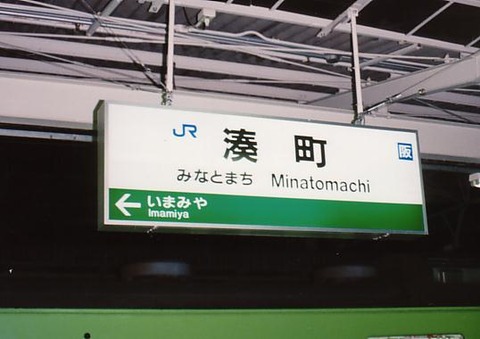 JR 湊町 阪
みなとまち Minatomachi
← いまみや
Imamiya